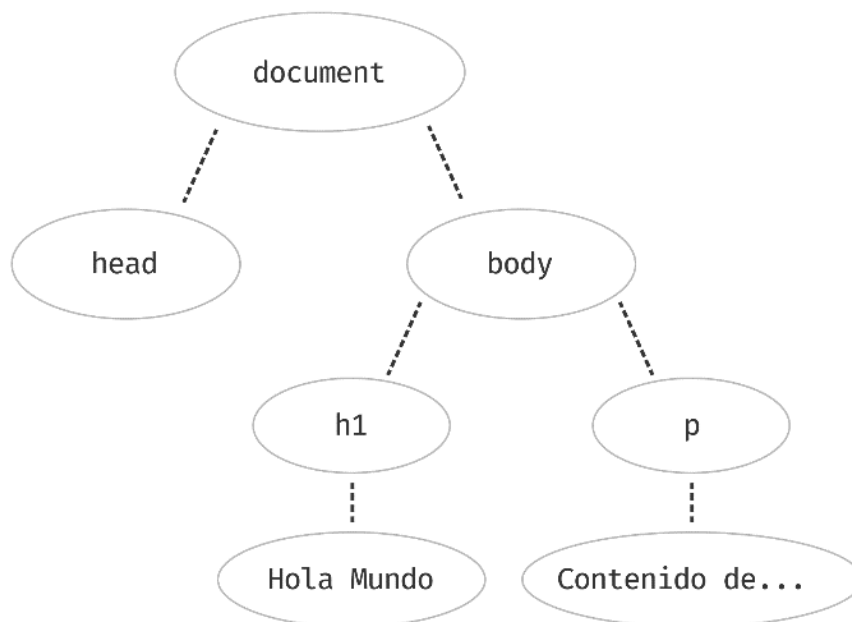 document
head
body
h1
p
Hola Mundo
Contenido de...